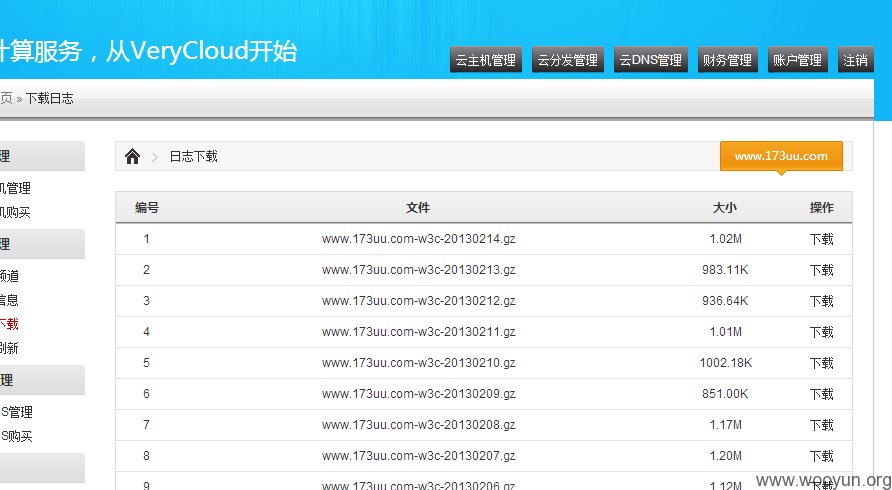 计算服务，从VeryCloud开始
云主机管理 云分发管理 云DNS管理 财务管理 账户管理 注销
页 » 下载日志
理
机管理
机购买
理
频道
信息
下载
刷新
理
S管理
S购买
日志下载
www.173uu.com
编号 文件 大小 操作
1 www.173uu.com-w3c-20130214.gz 1.02M 下载
2 www.173uu.com-w3c-20130213.gz 983.11K 下载
3 www.173uu.com-w3c-20130212.gz 936.64K 下载
4 www.173uu.com-w3c-20130211.gz 1.01M 下载
5 www.173uu.com-w3c-20130210.gz 1002.18K 下载
6 www.173uu.com-w3c-20130209.gz 851.00K 下载
7 www.173uu.com-w3c-20130208.gz 1.17M 下载
8 www.173uu.com-w3c-20130207.gz 1.20M 下载
9 www.173uu.com-w3c-20130206.gz 1.12M 下载
www.wooyun.org